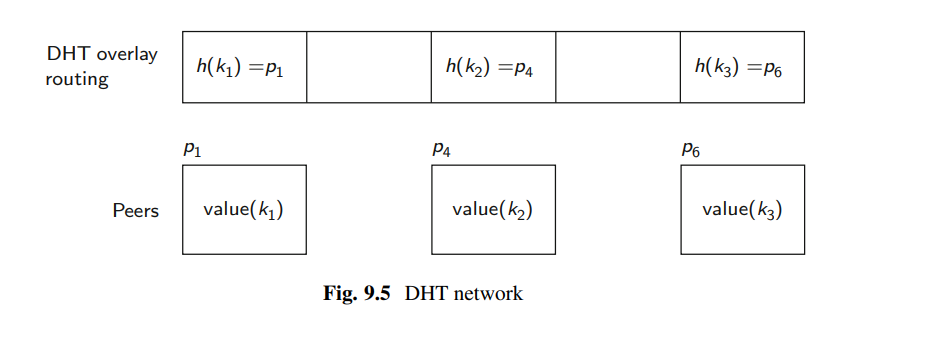 DHT overlay
routing
h(k₁) =p₁
h(k₂) =p₄
h(k₃) =p₆
p₁
p₄
p₆
Peers
value(k₁)
value(k₂)
value(k₃)
Fig. 9.5 DHT network